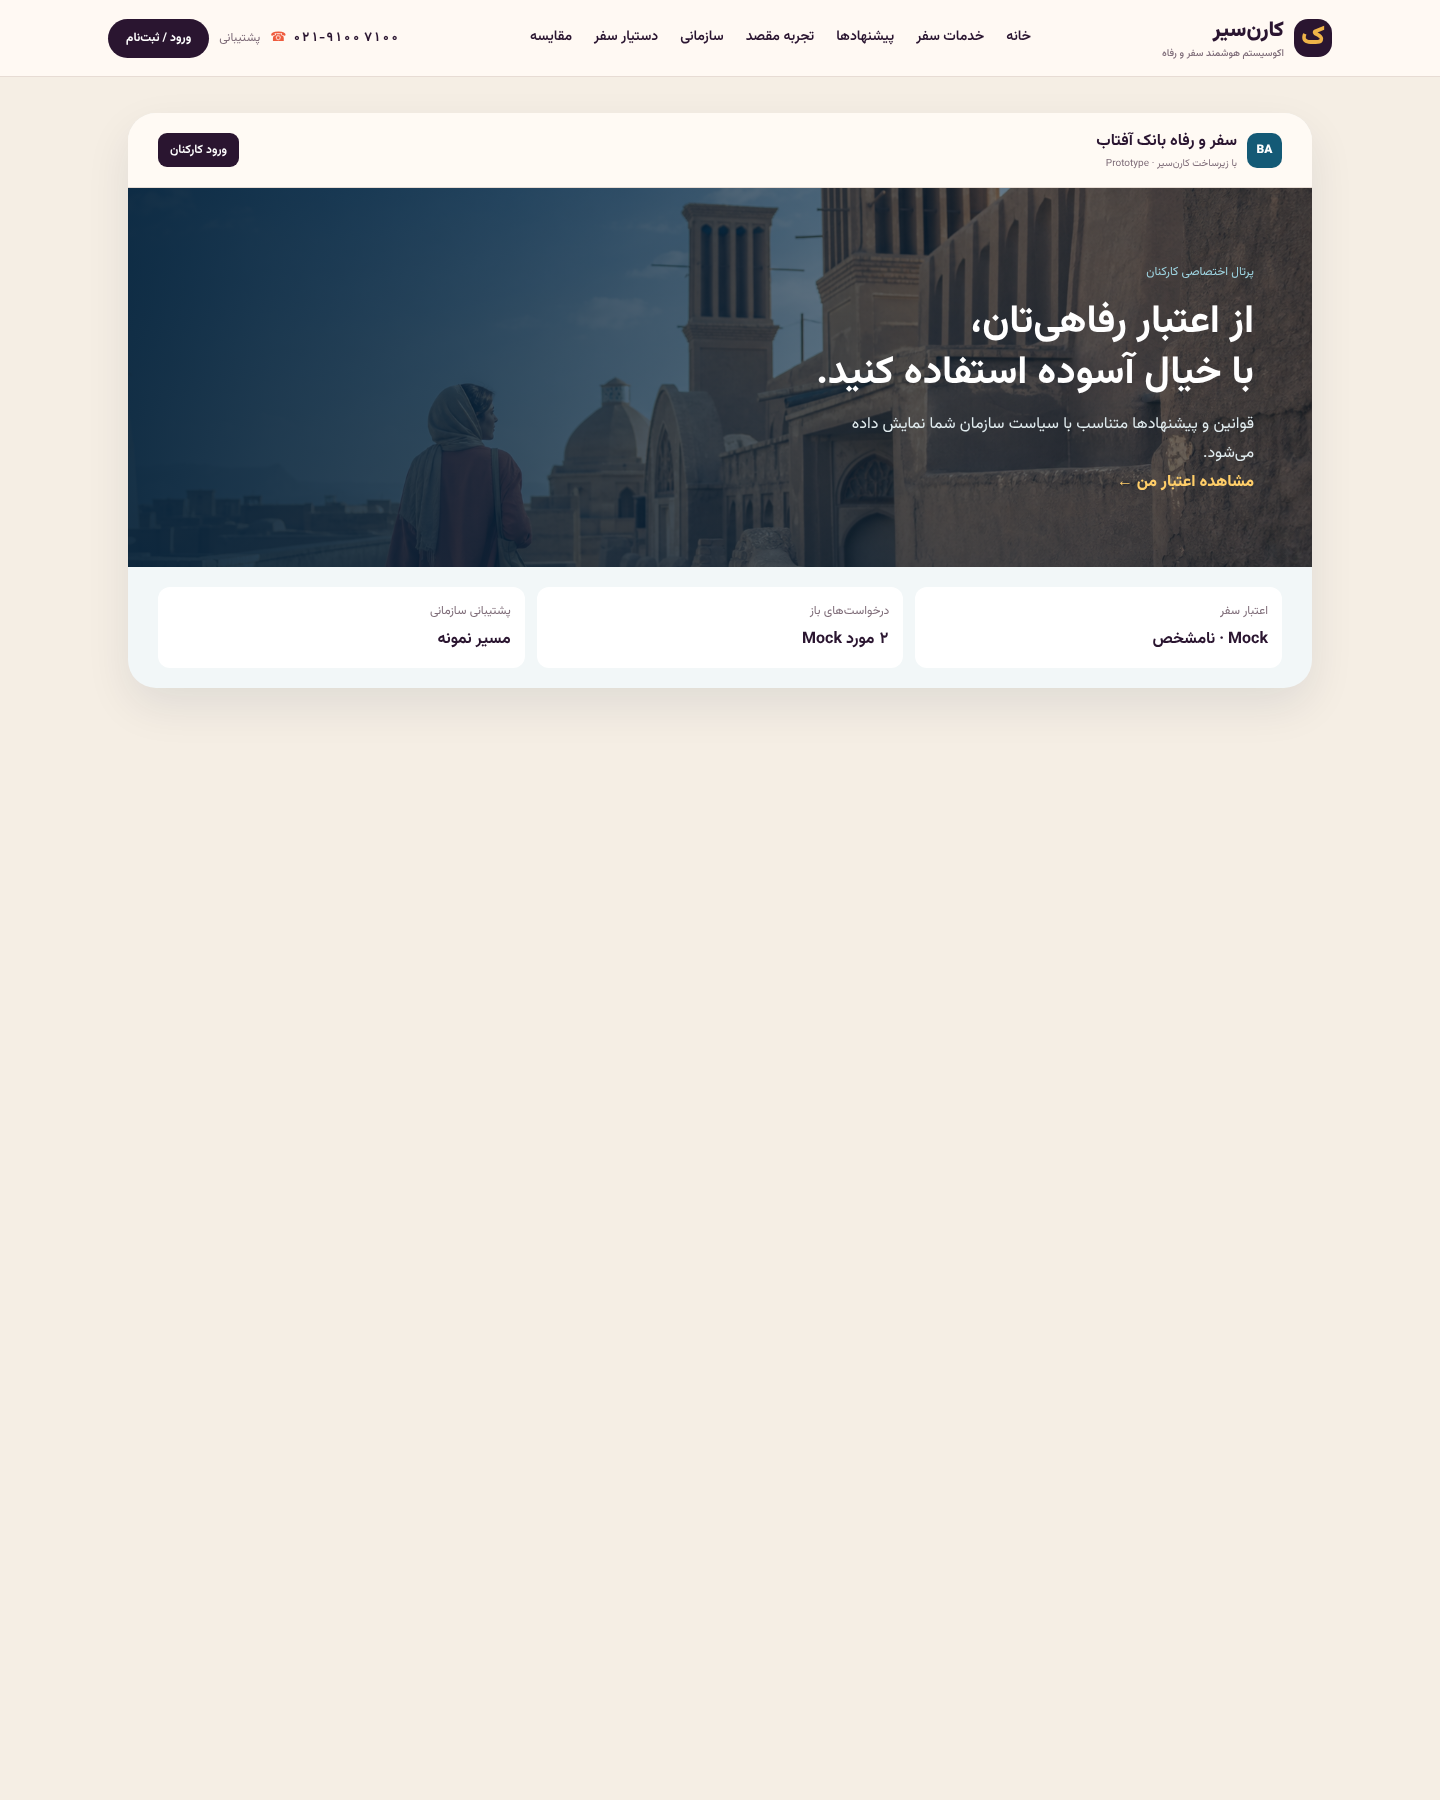 ک
کارن‌سیر
اکوسیستم هوشمند سفر و رفاه
خانه
خدمات سفر
پیشنهادها
تجربه مقصد
سازمانی
دستیار سفر
مقایسه
۰۲۱-۹۱۰۰ ۷۱۰۰ ☎
پشتیبانی
ورود / ثبت‌نام
BA
سفر و رفاه بانک آفتاب
با زیرساخت کارن‌سیر · Prototype
ورود کارکنان
پرتال اختصاصی کارکنان
از اعتبار رفاهی‌تان،
با خیال آسوده استفاده کنید.
قوانین و پیشنهادها متناسب با سیاست سازمان شما نمایش داده
می‌شود.
مشاهده اعتبار من ←
اعتبار سفر
Mock · نامشخص
درخواست‌های باز
۲ مورد Mock
پشتیبانی سازمانی
مسیر نمونه